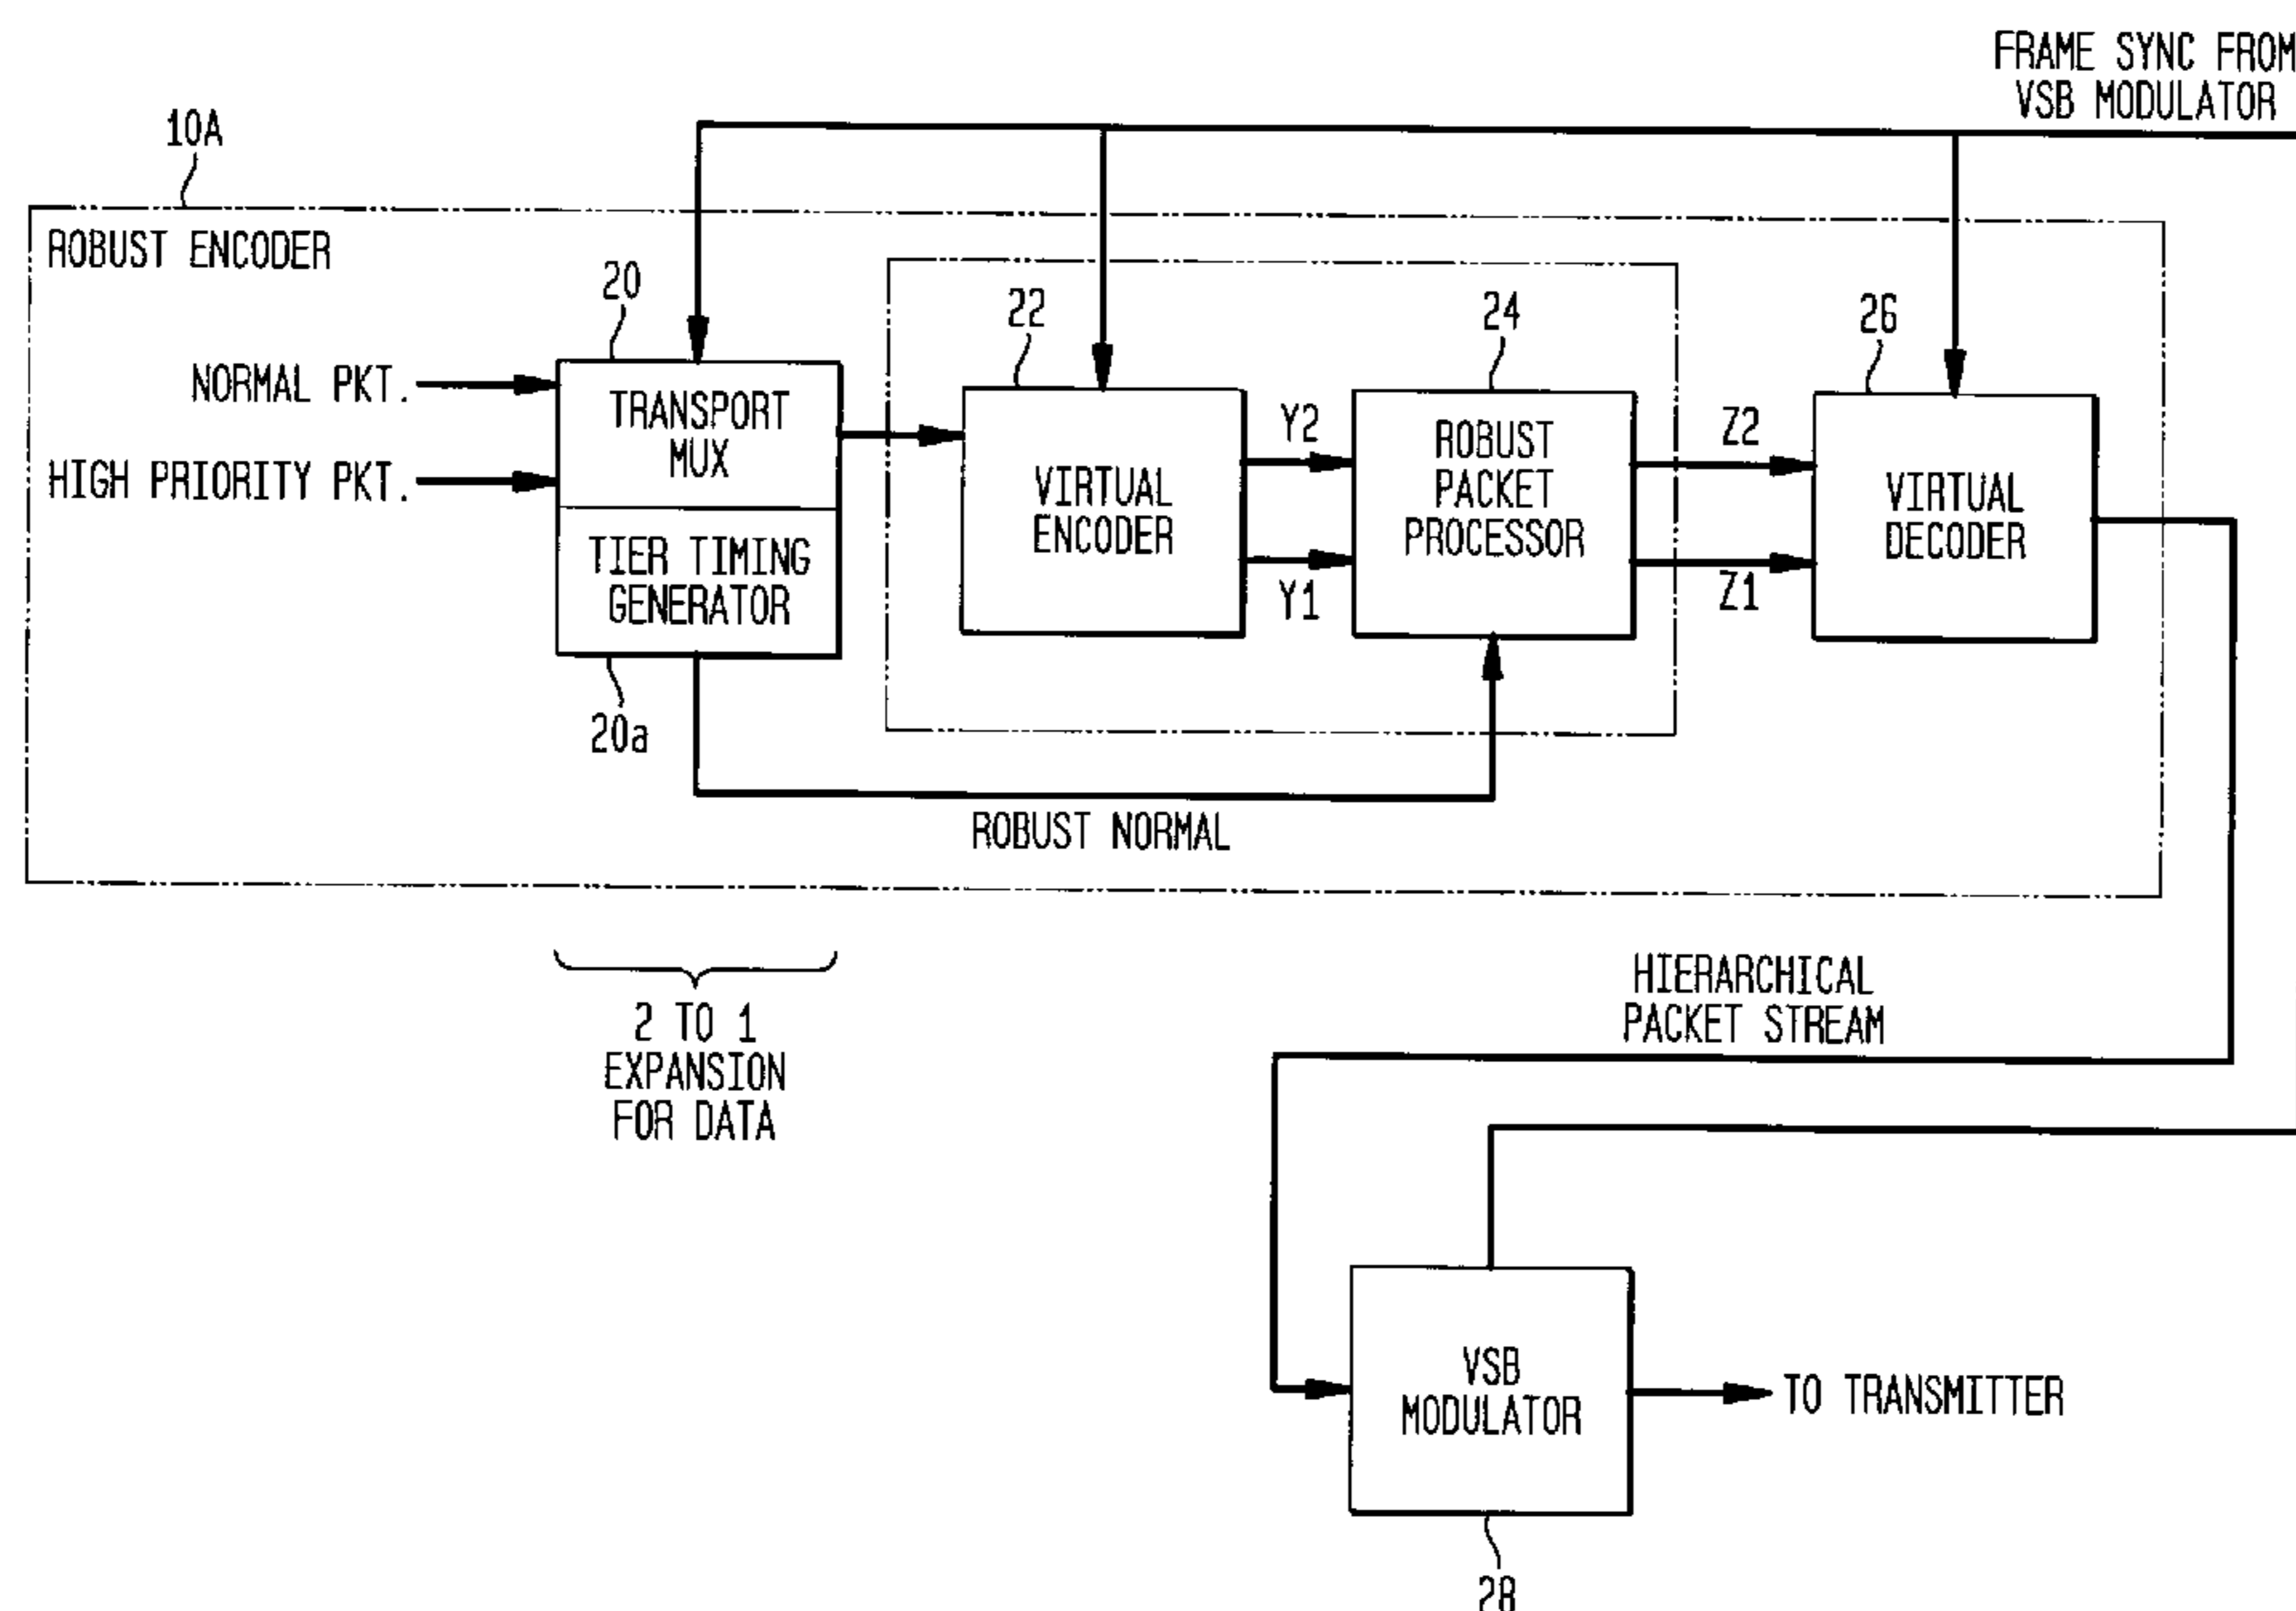 FRAME SYNC FROM
VSB MODULATOR
10A
ROBUST ENCODER
20
22
24
26
NORMAL PKT.
HIGH PRIORITY PKT.
TRANSPORT
MUX
TIER TIMING
GENERATOR
20a
VIRTUAL
ENCODER
Y2
Y1
ROBUST
PACKET
PROCESSOR
Z2
Z1
VIRTUAL
DECODER
ROBUST NORMAL
2 TO 1
EXPANSION
FOR DATA
HIERARCHICAL
PACKET STREAM
VSB
MODULATOR
TO TRANSMITTER
28